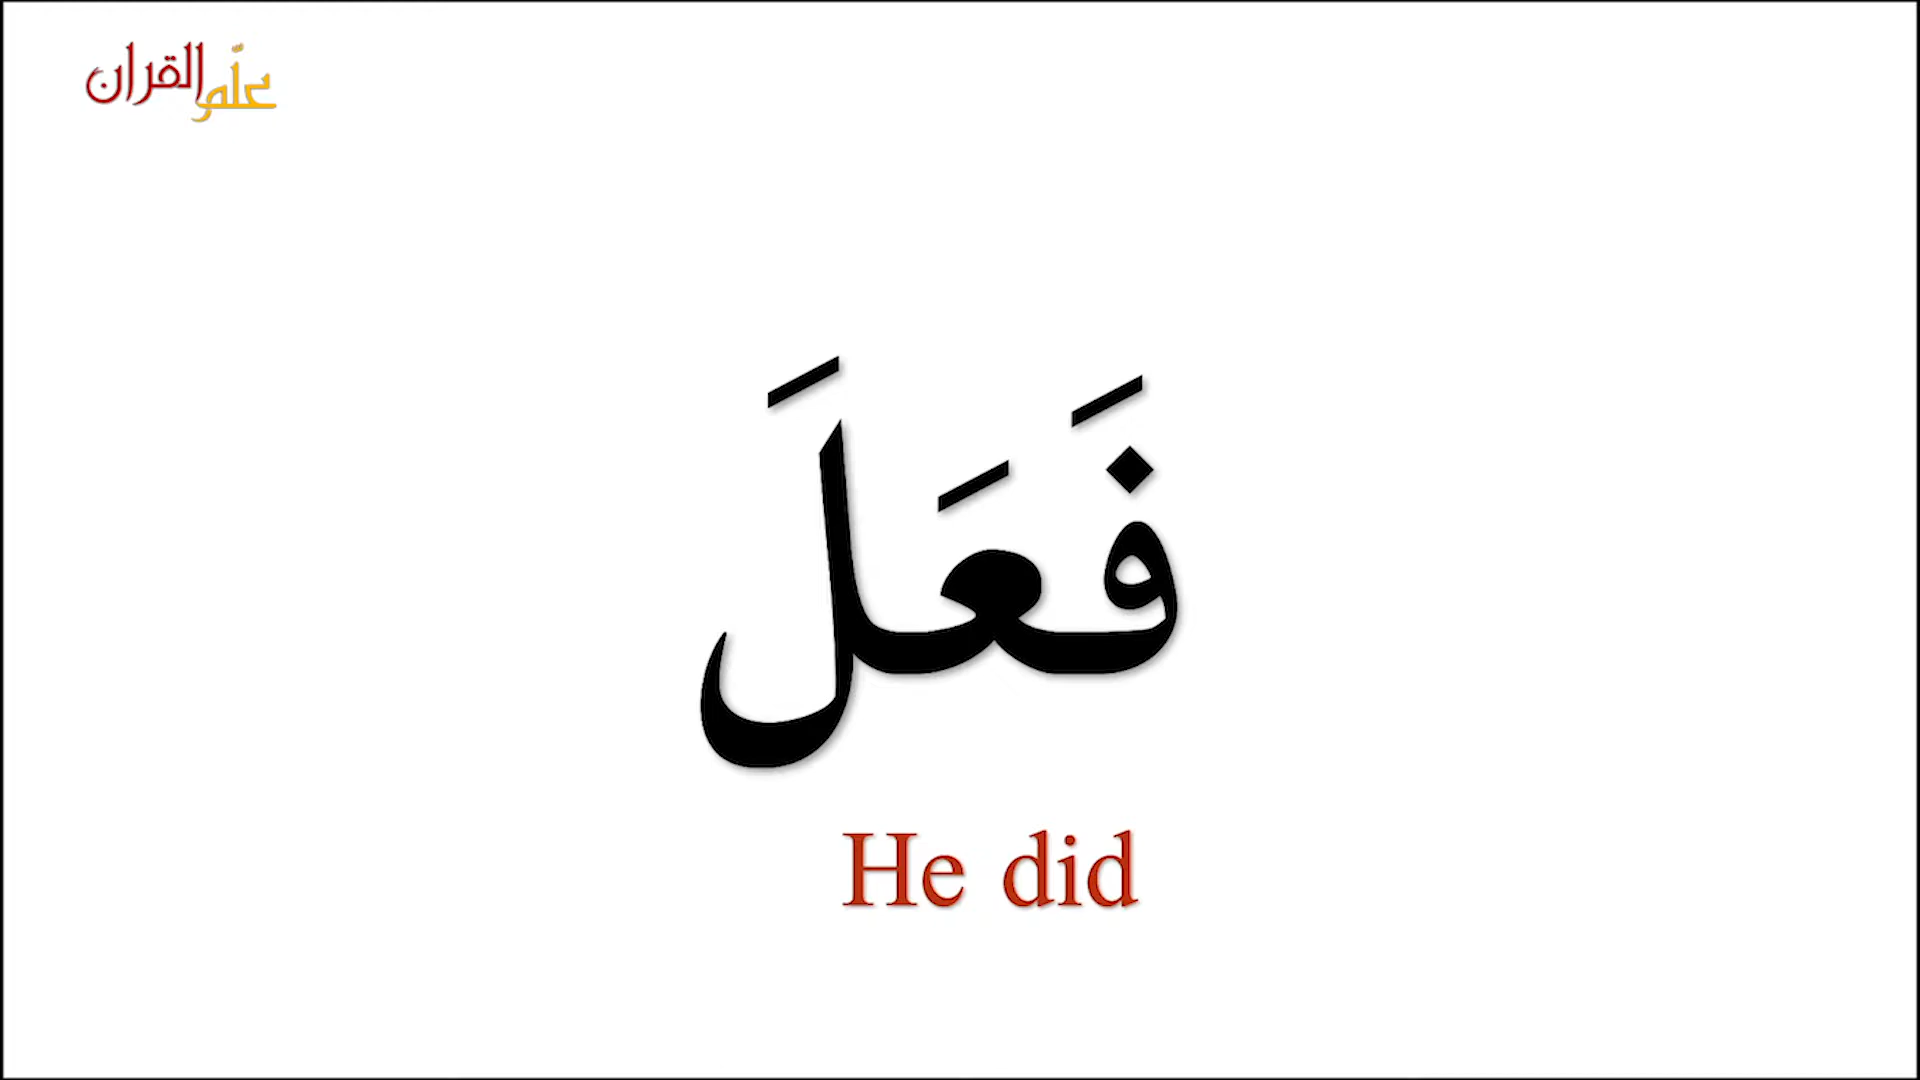 علّم القران
فَعَلَ
He did